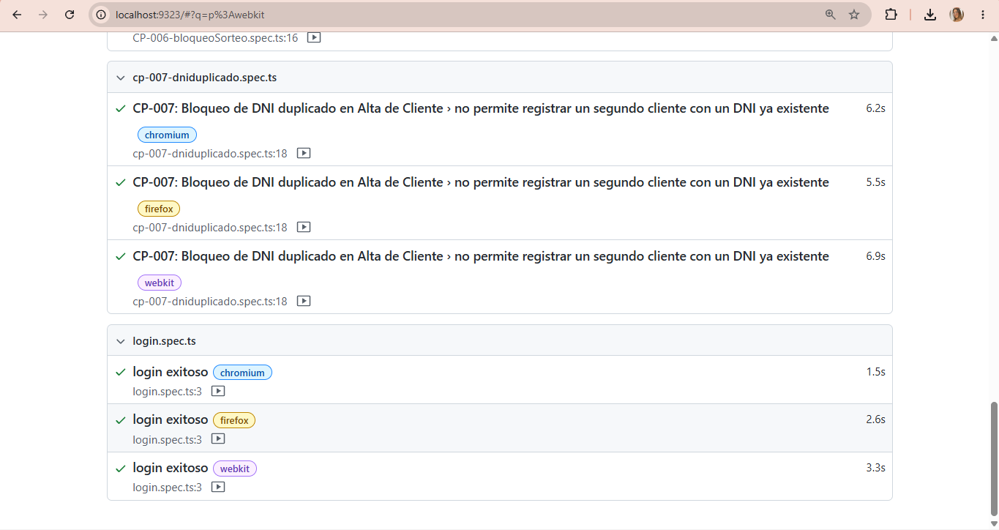 localhost:9323/#?q=p%3Awebkit
CP-006-bloqueoSorteo.spec.ts:16
cp-007-dniduplicado.spec.ts
CP-007: Bloqueo de DNI duplicado en Alta de Cliente › no permite registrar un segundo cliente con un DNI ya existente 6.2s
chromium
cp-007-dniduplicado.spec.ts:18
CP-007: Bloqueo de DNI duplicado en Alta de Cliente › no permite registrar un segundo cliente con un DNI ya existente 5.5s
firefox
cp-007-dniduplicado.spec.ts:18
CP-007: Bloqueo de DNI duplicado en Alta de Cliente › no permite registrar un segundo cliente con un DNI ya existente 6.9s
webkit
cp-007-dniduplicado.spec.ts:18
login.spec.ts
login exitoso chromium 1.5s
login.spec.ts:3
login exitoso firefox 2.6s
login.spec.ts:3
login exitoso webkit 3.3s
login.spec.ts:3